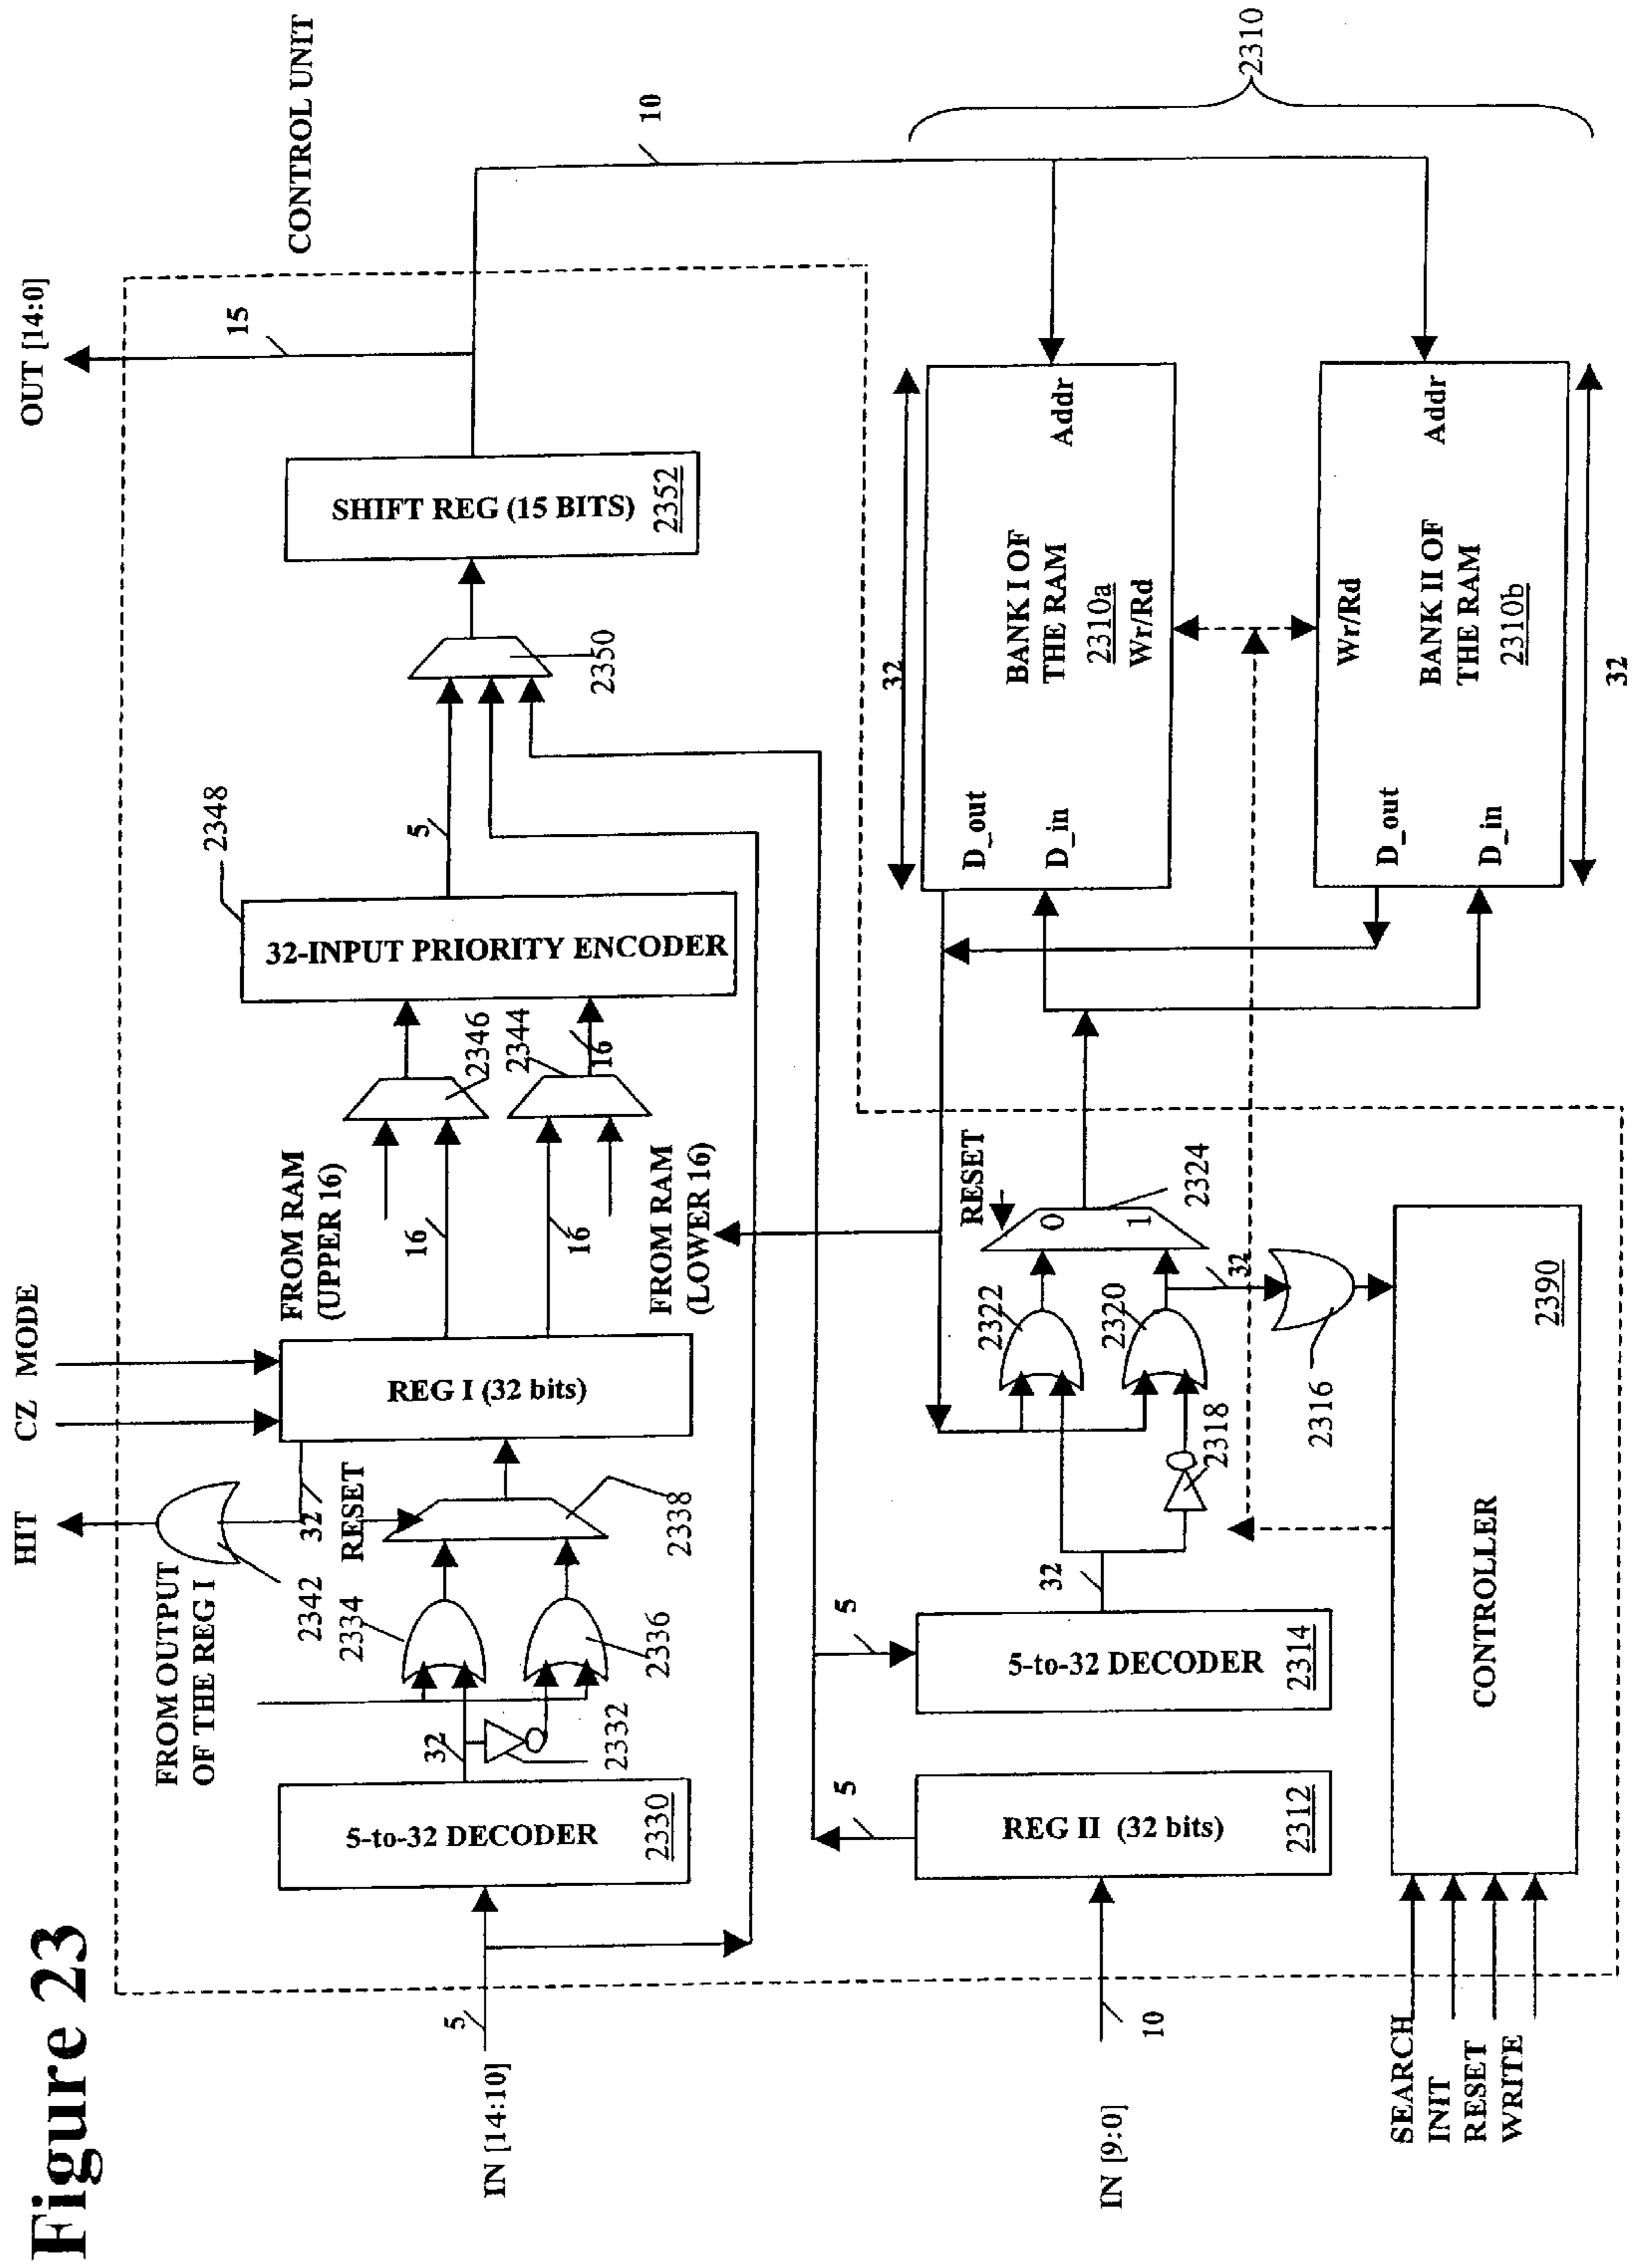 Figure 23
HIT
CZ
MODE
OUT [14:0]
CONTROL UNIT
15
10
FROM OUTPUT
OF THE REG I
2342
32
RESET
FROM RAM
(UPPER 16)
2348
IN [14:10]
5
5-to-32 DECODER
2330
32
2332
2334
2336
2338
REG I (32 bits)
16
16
FROM RAM
(LOWER 16)
2346
2344
16
32-INPUT PRIORITY ENCODER
5
2350
SHIFT REG (15 BITS)
2352
IN [9:0]
10
REG II (32 bits)
2312
5
5
5-to-32 DECODER
2314
32
2318
2322
2320
RESET
0
1
2324
32
2316
32
D_out
D_in
BANK I OF
THE RAM
2310a
Wr/Rd
Addr
2310
D_out
D_in
Wr/Rd
BANK II OF
THE RAM
2310b
Addr
32
SEARCH
INIT
RESET
WRITE
CONTROLLER
2390